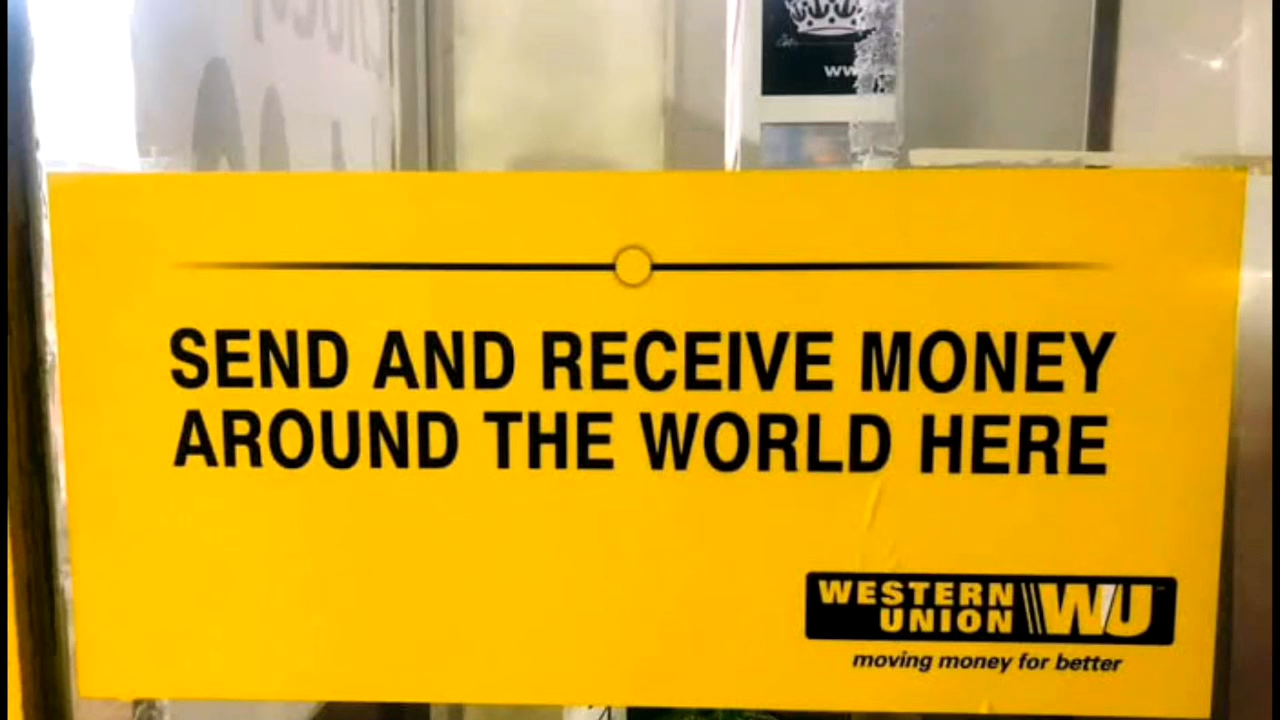 SEND AND RECEIVE MONEY
AROUND THE WORLD HERE
WESTERN
UNION
WU
moving money for better